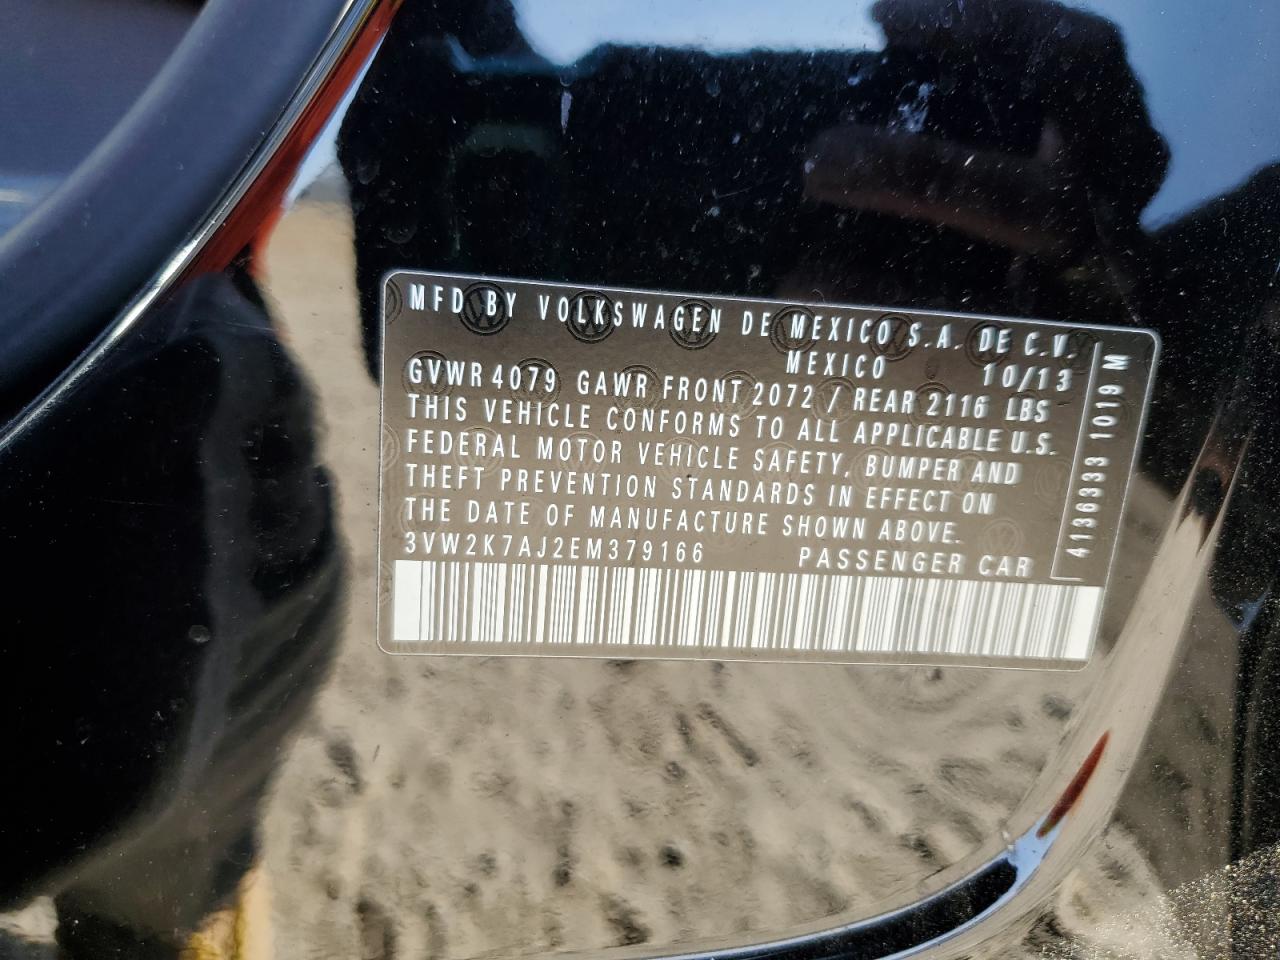 MFD BY VOLKSWAGEN DE MEXICO S.A. DE C.V.
MEXICO 10/13
GVWR 4079 GAWR FRONT 2072 / REAR 2116 LBS
THIS VEHICLE CONFORMS TO ALL APPLICABLE U.S.
FEDERAL MOTOR VEHICLE SAFETY, BUMPER AND
THEFT PREVENTION STANDARDS IN EFFECT ON
THE DATE OF MANUFACTURE SHOWN ABOVE.
3VW2K7AJ2EM379166 PASSENGER CAR
4136333 1019 M